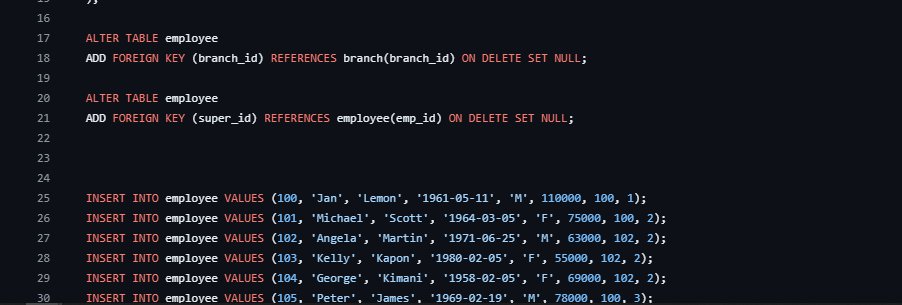 15 );
16
17 ALTER TABLE employee
18 ADD FOREIGN KEY (branch_id) REFERENCES branch(branch_id) ON DELETE SET NULL;
19
20 ALTER TABLE employee
21 ADD FOREIGN KEY (super_id) REFERENCES employee(emp_id) ON DELETE SET NULL;
22
23
24
25 INSERT INTO employee VALUES (100, 'Jan', 'Lemon', '1961-05-11', 'M', 110000, 100, 1);
26 INSERT INTO employee VALUES (101, 'Michael', 'Scott', '1964-03-05', 'F', 75000, 100, 2);
27 INSERT INTO employee VALUES (102, 'Angela', 'Martin', '1971-06-25', 'M', 63000, 102, 2);
28 INSERT INTO employee VALUES (103, 'Kelly', 'Kapon', '1980-02-05', 'F', 55000, 102, 2);
29 INSERT INTO employee VALUES (104, 'George', 'Kimani', '1958-02-05', 'F', 69000, 102, 2);
30 INSERT INTO employee VALUES (105, 'Peter', 'James', '1969-02-19', 'M', 78000, 100, 3);